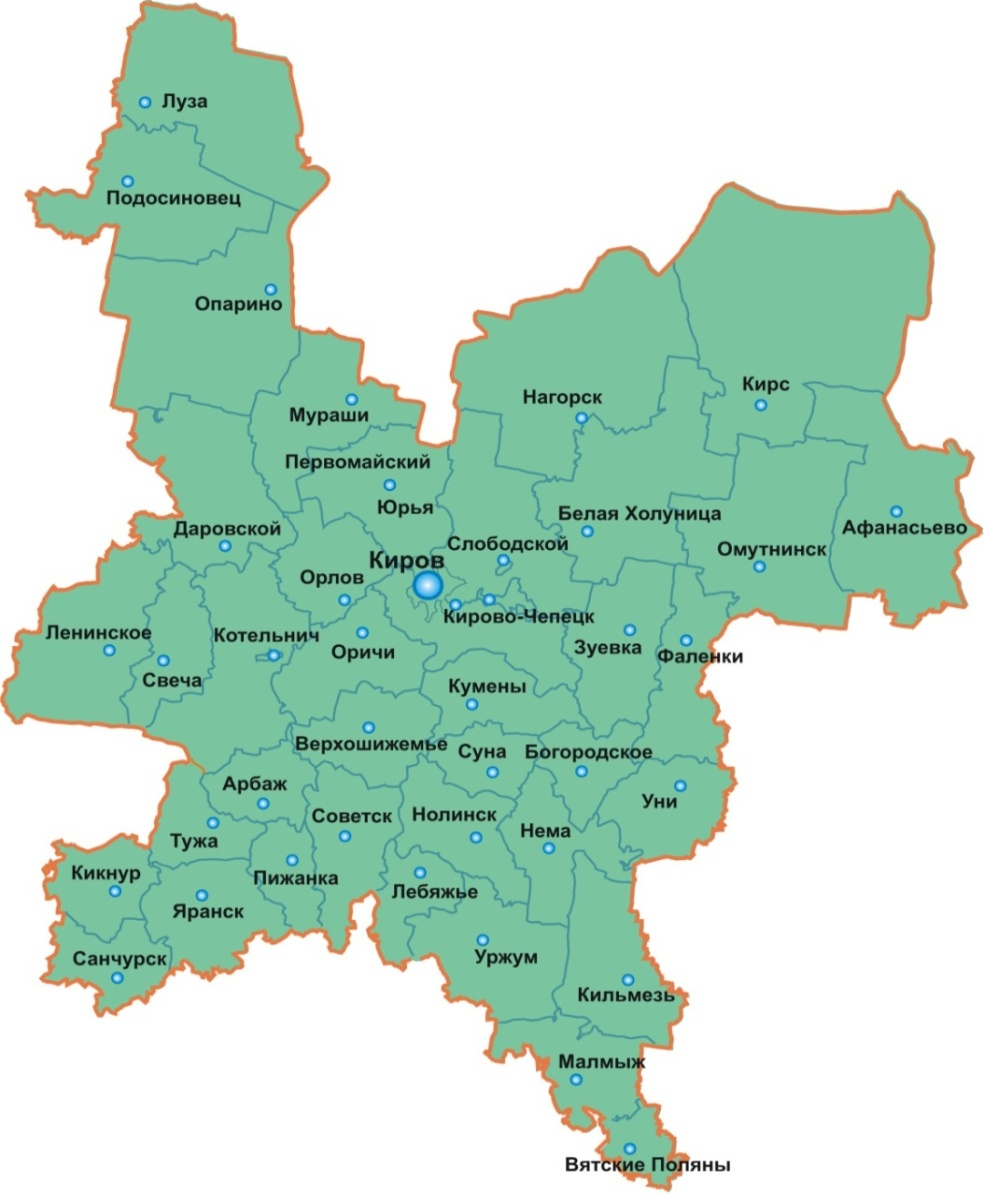 Луза
Подосиновец
Опарино
Кирс
Нагорск
Мураши
Первомайский
Юрья
Белая Холуница
Афанасьево
Даровской
Слободской
Омутнинск
Киров
Орлов
Кирово-Чепецк
Ленинское
Котельнич
Зуевка
Оричи
Фаленки
Свеча
Кумены
Верхошижемье
Суна
Богородское
Арбаж
Уни
Советск
Нолинск
Нема
Тужа
Кикнур
Пижанка
Лебяжье
Яранск
Санчурск
Уржум
Кильмезь
Малмыж
Вятские Поляны